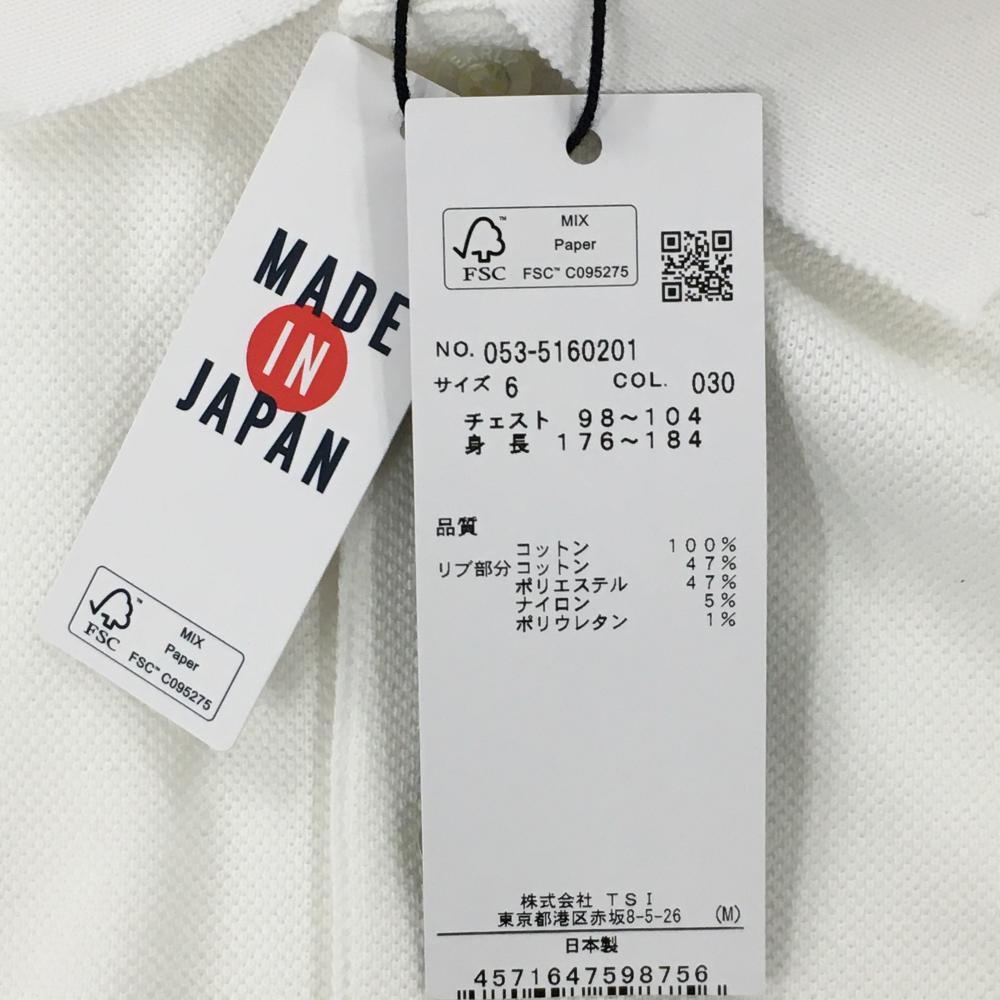 MADE
IN
JAPAN
FSC™
MIX
Paper
FSC™ C095275
FSC™
MIX
Paper
FSC™ C095275
NO. 053-5160201
サイズ 6 COL. 030
チェスト 98～104
身長 176～184
品質
コットン 100%
リブ部分 コットン 47%
ポリエステル 47%
ナイロン 5%
ポリウレタン 1%
株式会社 TSI
東京都港区赤坂8-5-26 (M)
日本製
4571647598756